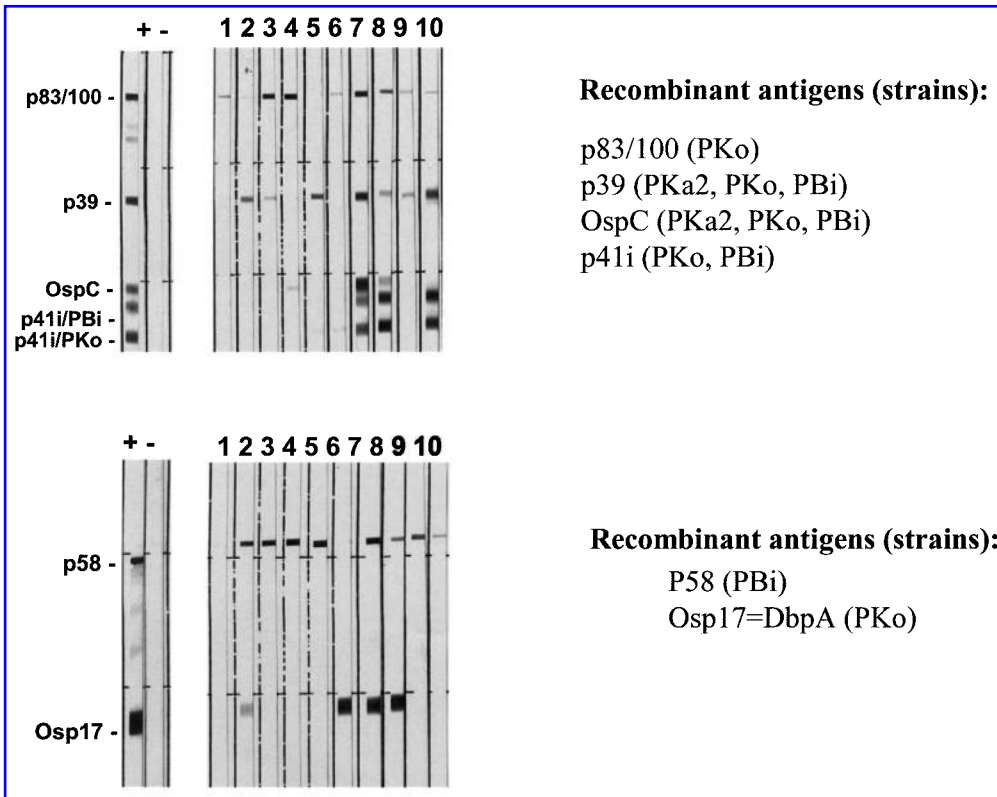 + - 1 2 3 4 5 6 7 8 9 10
p83/100 -
p39 -
OspC -
p41i/PBi -
p41i/PKo -
Recombinant antigens (strains):
p83/100 (PKo)
p39 (PKa2, PKo, PBi)
OspC (PKa2, PKo, PBi)
p41i (PKo, PBi)
+ - 1 2 3 4 5 6 7 8 9 10
p58 -
Osp17 -
Recombinant antigens (strains):
P58 (PBi)
Osp17=DbpA (PKo)